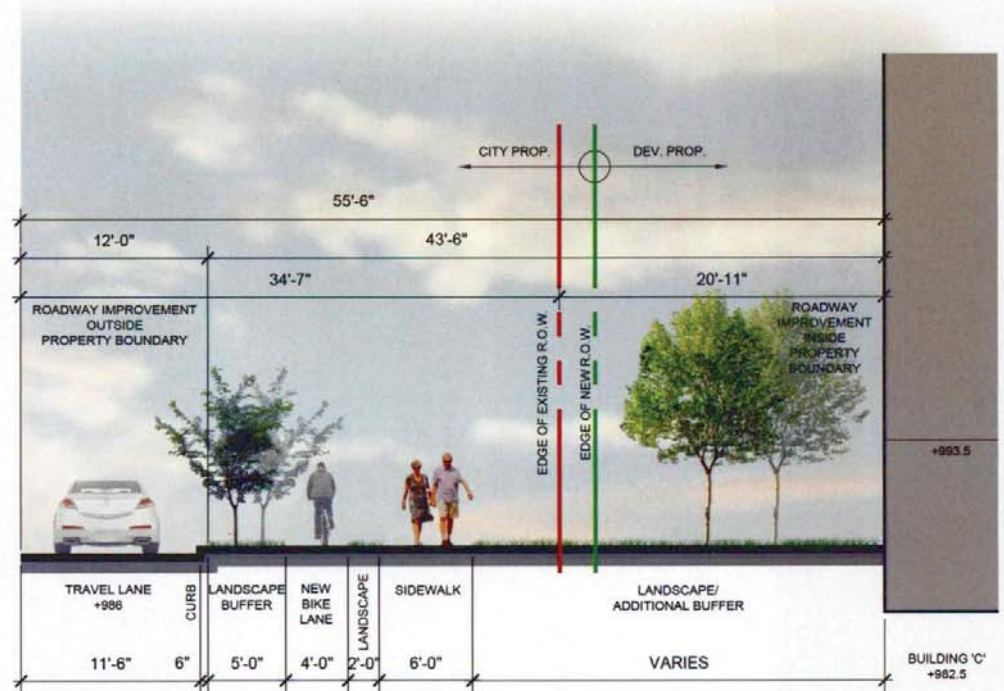 CITY PROP.
DEV. PROP.
55'-6"
12'-0"
43'-6"
34'-7"
20'-11"
ROADWAY IMPROVEMENT
OUTSIDE
PROPERTY BOUNDARY
EDGE OF EXISTING R.O.W.
EDGE OF NEW R.O.W.
ROADWAY
IMPROVEMENT
INSIDE
PROPERTY
BOUNDARY
+993.5
TRAVEL LANE
+986
CURB
LANDSCAPE
BUFFER
NEW
BIKE
LANE
LANDSCAPE
SIDEWALK
LANDSCAPE/
ADDITIONAL BUFFER
11'-6"
6"
5'-0"
4'-0"
2'-0"
6'-0"
VARIES
BUILDING 'C'
+982.5